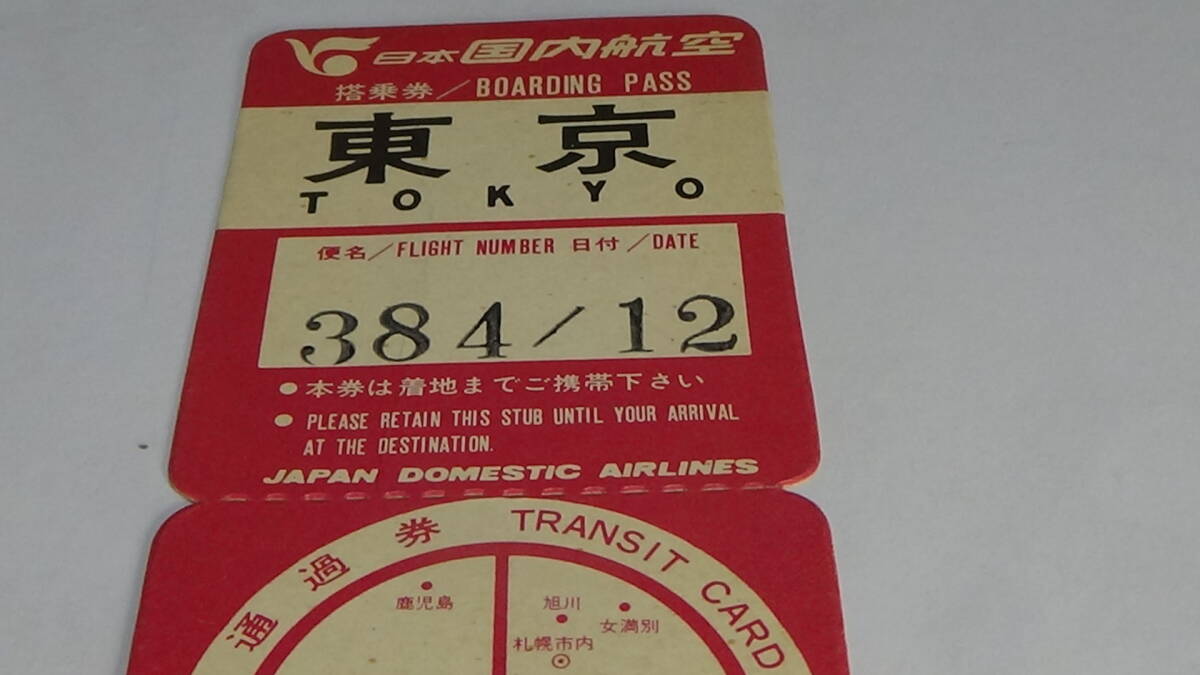 日本国内航空
搭乗券/BOARDING PASS
東京
TOKYO
便名/FLIGHT NUMBER 日付/DATE
384/12
●本券は着地までご携帯下さい
●PLEASE RETAIN THIS STUB UNTIL YOUR ARRIVAL
AT THE DESTINATION.
JAPAN DOMESTIC AIRLINES
通過券 TRANSIT CARD
鹿児島
旭川
女満別
札幌市内